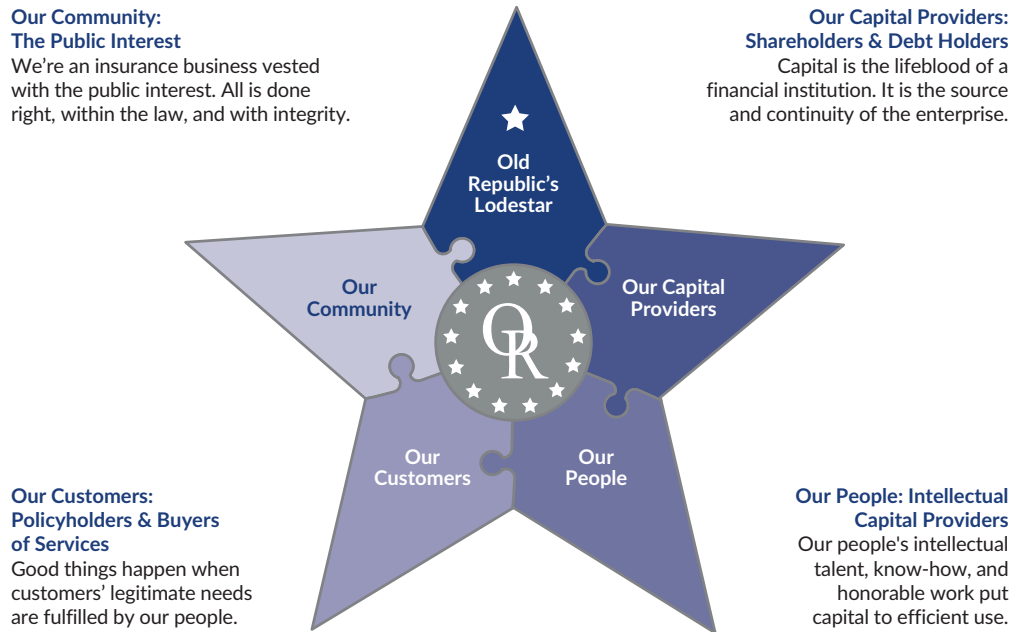 Our Community:
The Public Interest
We’re an insurance business vested
with the public interest. All is done
right, within the law, and with integrity.
Our Capital Providers:
Shareholders & Debt Holders
Capital is the lifeblood of a
financial institution. It is the source
and continuity of the enterprise.
Old
Republic’s
Lodestar
Our
Community
Our Capital
Providers
OR
Our
Customers
Our
People
Our Customers:
Policyholders & Buyers
of Services
Good things happen when
customers’ legitimate needs
are fulfilled by our people.
Our People: Intellectual
Capital Providers
Our people's intellectual
talent, know-how, and
honorable work put
capital to efficient use.